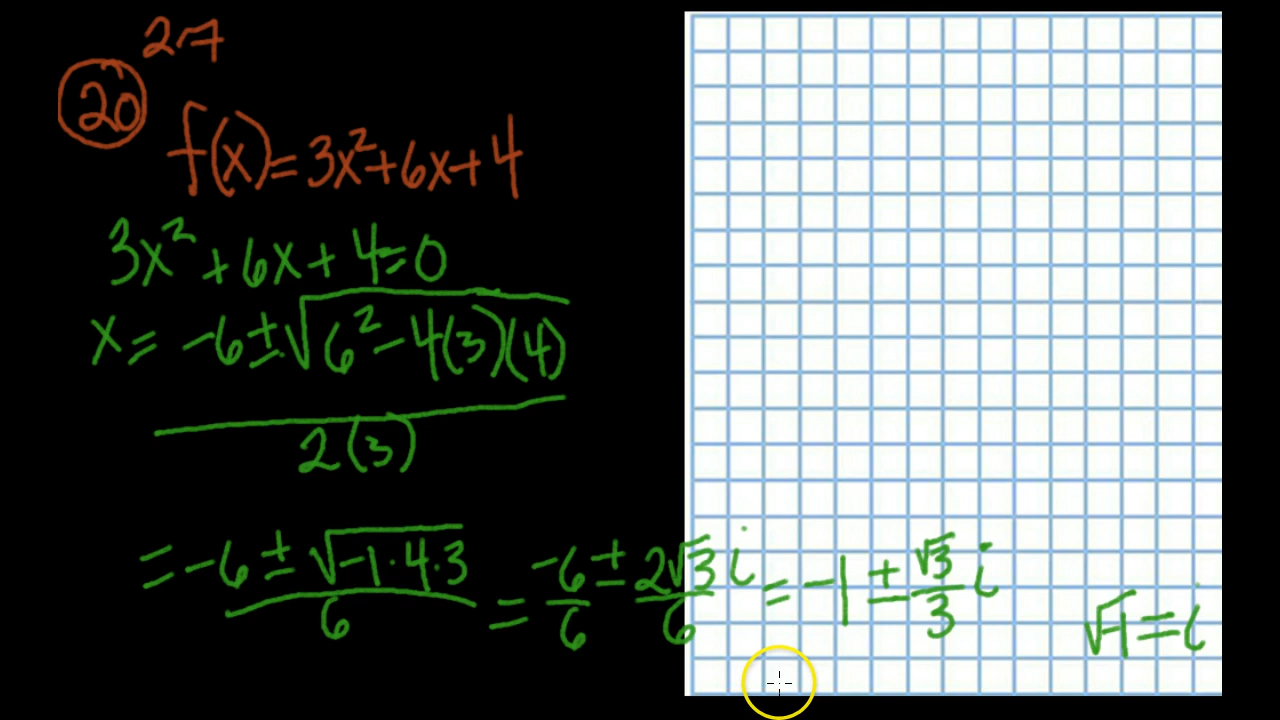 27
20
f(x)=3x²+6x+4
3x²+6x+4=0
x= -6±√(6²-4(3)(4))
2(3)
= (-6±√(-1·4·3))/6 = -6/6 ± (2√3 i)/6 = -1 ± (√3/3) i
√-1=i